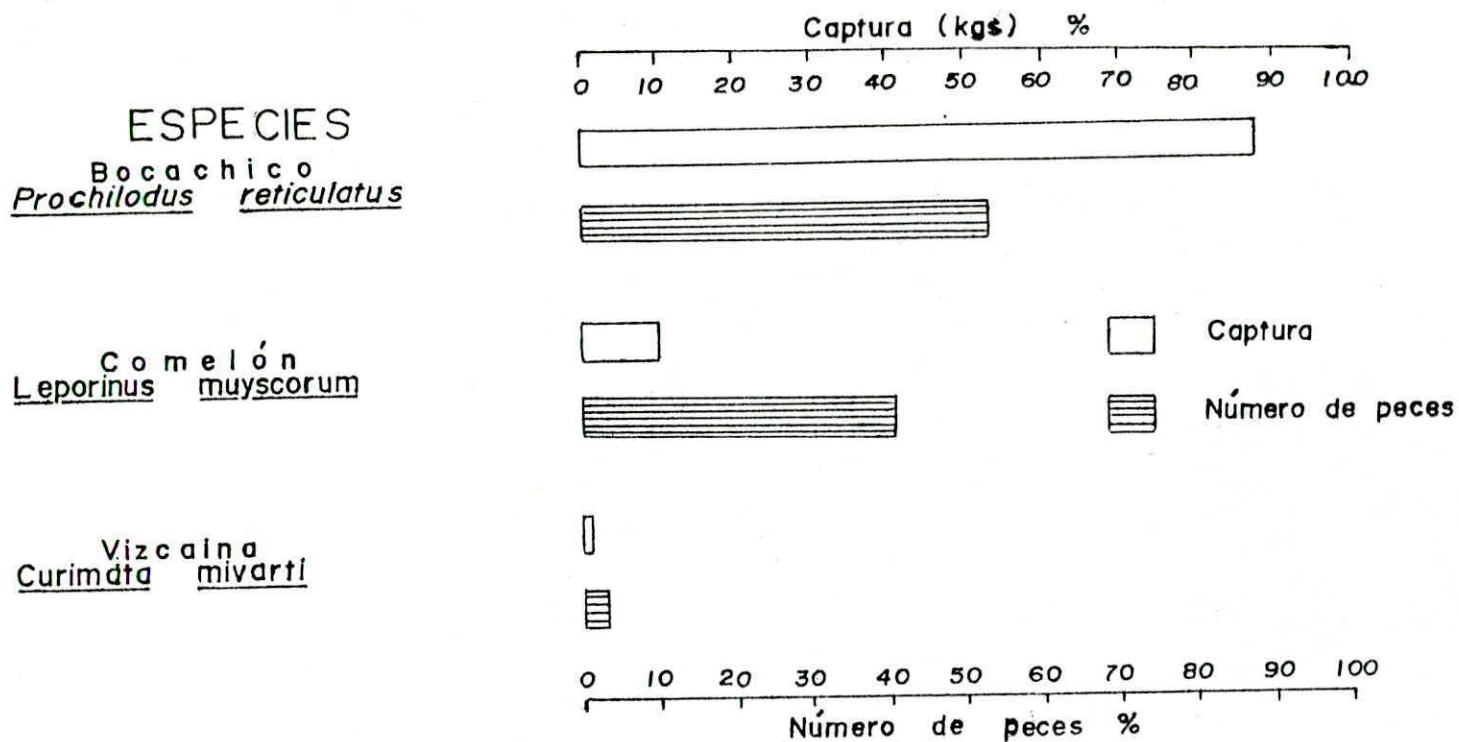 Captura (kgs) %
0 10 20 30 40 50 60 70 80 90 100
ESPECIES
Bocachico
Prochilodus reticulatus
Comelón
Leporinus muyscorum
Captura
Número de peces
Vizcaina
Curimata mivarti
0 10 20 30 40 50 60 70 80 90 100
Número de peces %